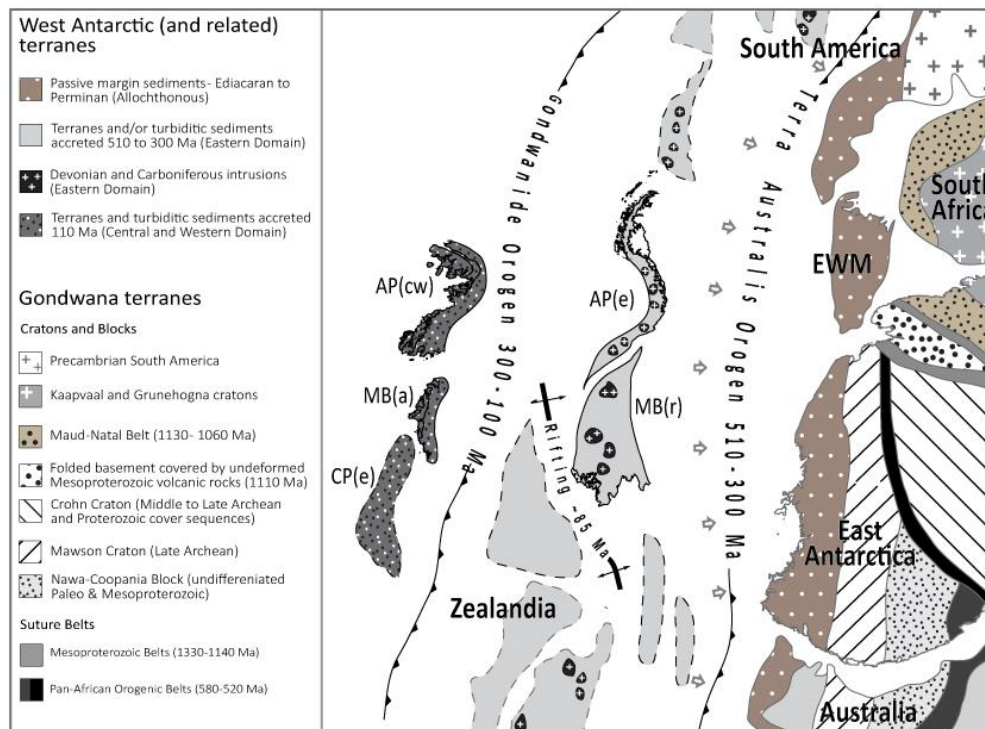 West Antarctic (and related)
terranes
Passive margin sediments- Ediacaran to
Perminan (Allochthonous)
Terranes and/or turbiditic sediments
accreted 510 to 300 Ma (Eastern Domain)
Devonian and Carboniferous intrusions
(Eastern Domain)
Terranes and turbiditic sediments accreted
110 Ma (Central and Western Domain)
Gondwana terranes
Cratons and Blocks
Precambrian South America
Kaapvaal and Grunehogna cratons
Maud-Natal Belt (1130- 1060 Ma)
Folded basement covered by undeformed
Mesoproterozoic volcanic rocks (1110 Ma)
Crohn Craton (Middle to Late Archean
and Proterozoic cover sequences)
Mawson Craton (Late Archean)
Nawa-Coopania Block (undiffereniated
Paleo & Mesoproterozoic)
Suture Belts
Mesoproterozoic Belts (1330-1140 Ma)
Pan-African Orogenic Belts (580-520 Ma)
South America
Gondwanide Orogen 300-100 Ma
Terra Australis Orogen 510-300 Ma
South
Africa
EWM
AP(cw)
AP(e)
MB(a)
MB(r)
CP(e)
Rifting ~85 Ma
East
Antarctica
Zealandia
Australia